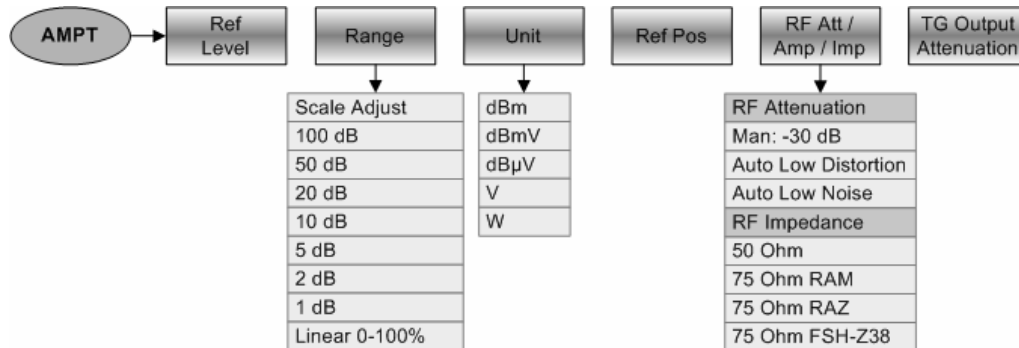 AMPT
Ref
Level
Range
Unit
Ref Pos
RF Att /
Amp / Imp
TG Output
Attenuation
Scale Adjust
100 dB
50 dB
20 dB
10 dB
5 dB
2 dB
1 dB
Linear 0-100%
dBm
dBmV
dBµV
V
W
RF Attenuation
Man: -30 dB
Auto Low Distortion
Auto Low Noise
RF Impedance
50 Ohm
75 Ohm RAM
75 Ohm RAZ
75 Ohm FSH-Z38